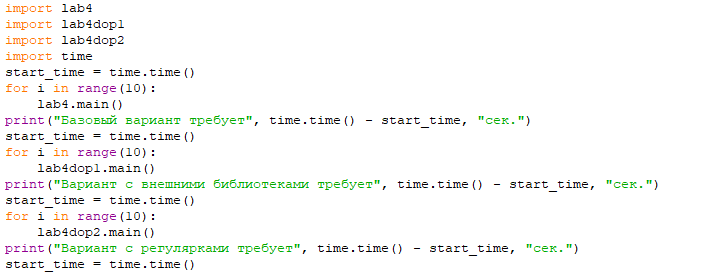 import lab4
import lab4dop1
import lab4dop2
import time
start_time = time.time()
for i in range(10):
    lab4.main()
print("Базовый вариант требует", time.time() - start_time, "сек.")
start_time = time.time()
for i in range(10):
    lab4dop1.main()
print("Вариант с внешними библиотеками требует", time.time() - start_time, "сек.")
start_time = time.time()
for i in range(10):
    lab4dop2.main()
print("Вариант с регулярками требует", time.time() - start_time, "сек.")
start_time = time.time()